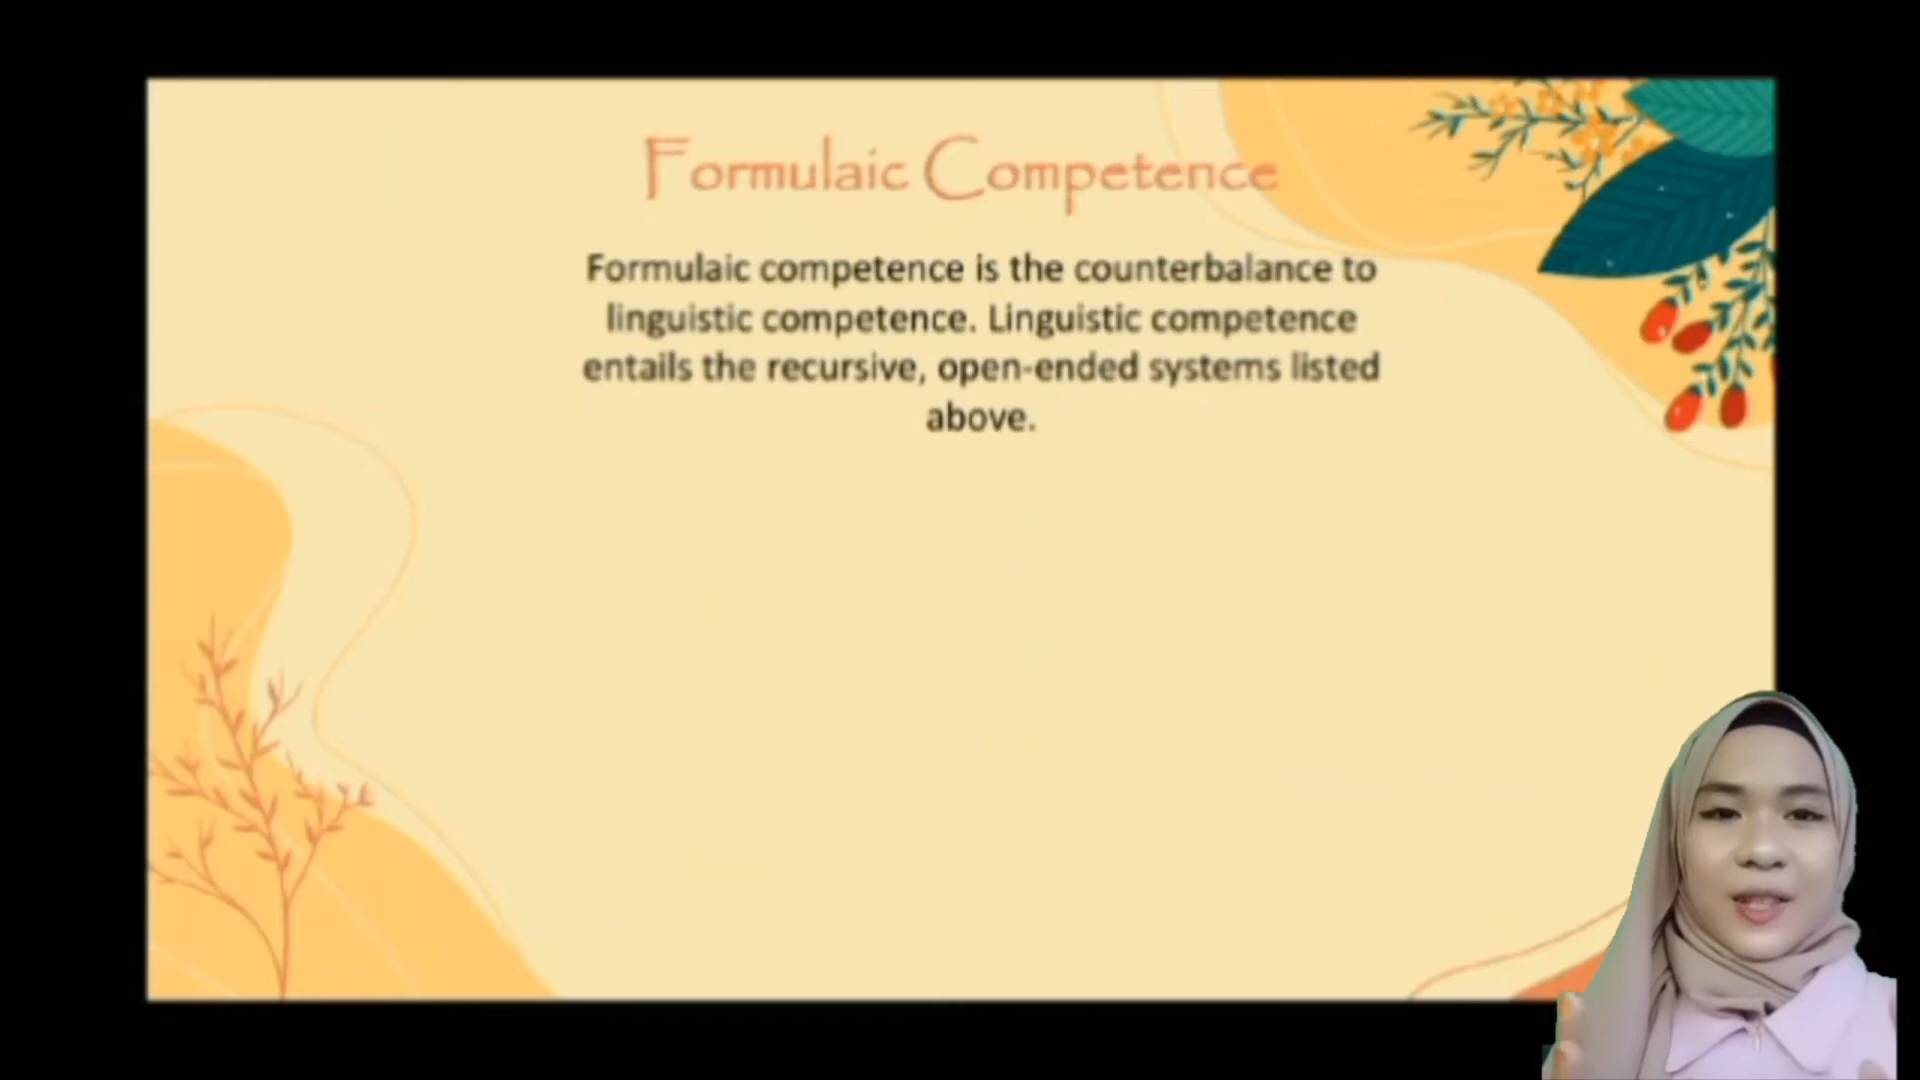 Formulaic Competence
Formulaic competence is the counterbalance to
linguistic competence. Linguistic competence
entails the recursive, open-ended systems listed
above.